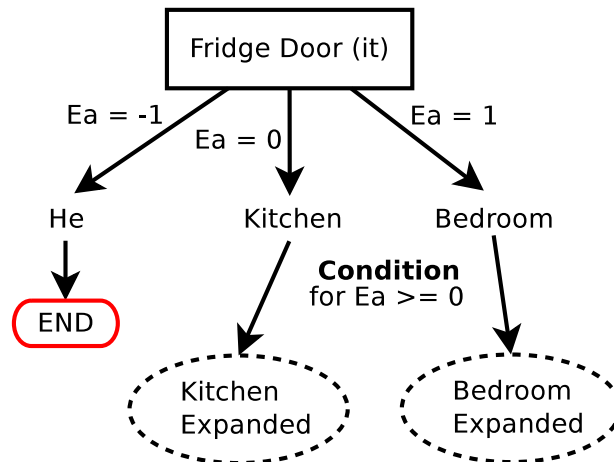 Fridge Door (it)
Ea = -1
Ea = 0
Ea = 1
He
Kitchen
Bedroom
Condition
for Ea >= 0
END
Kitchen
Expanded
Bedroom
Expanded